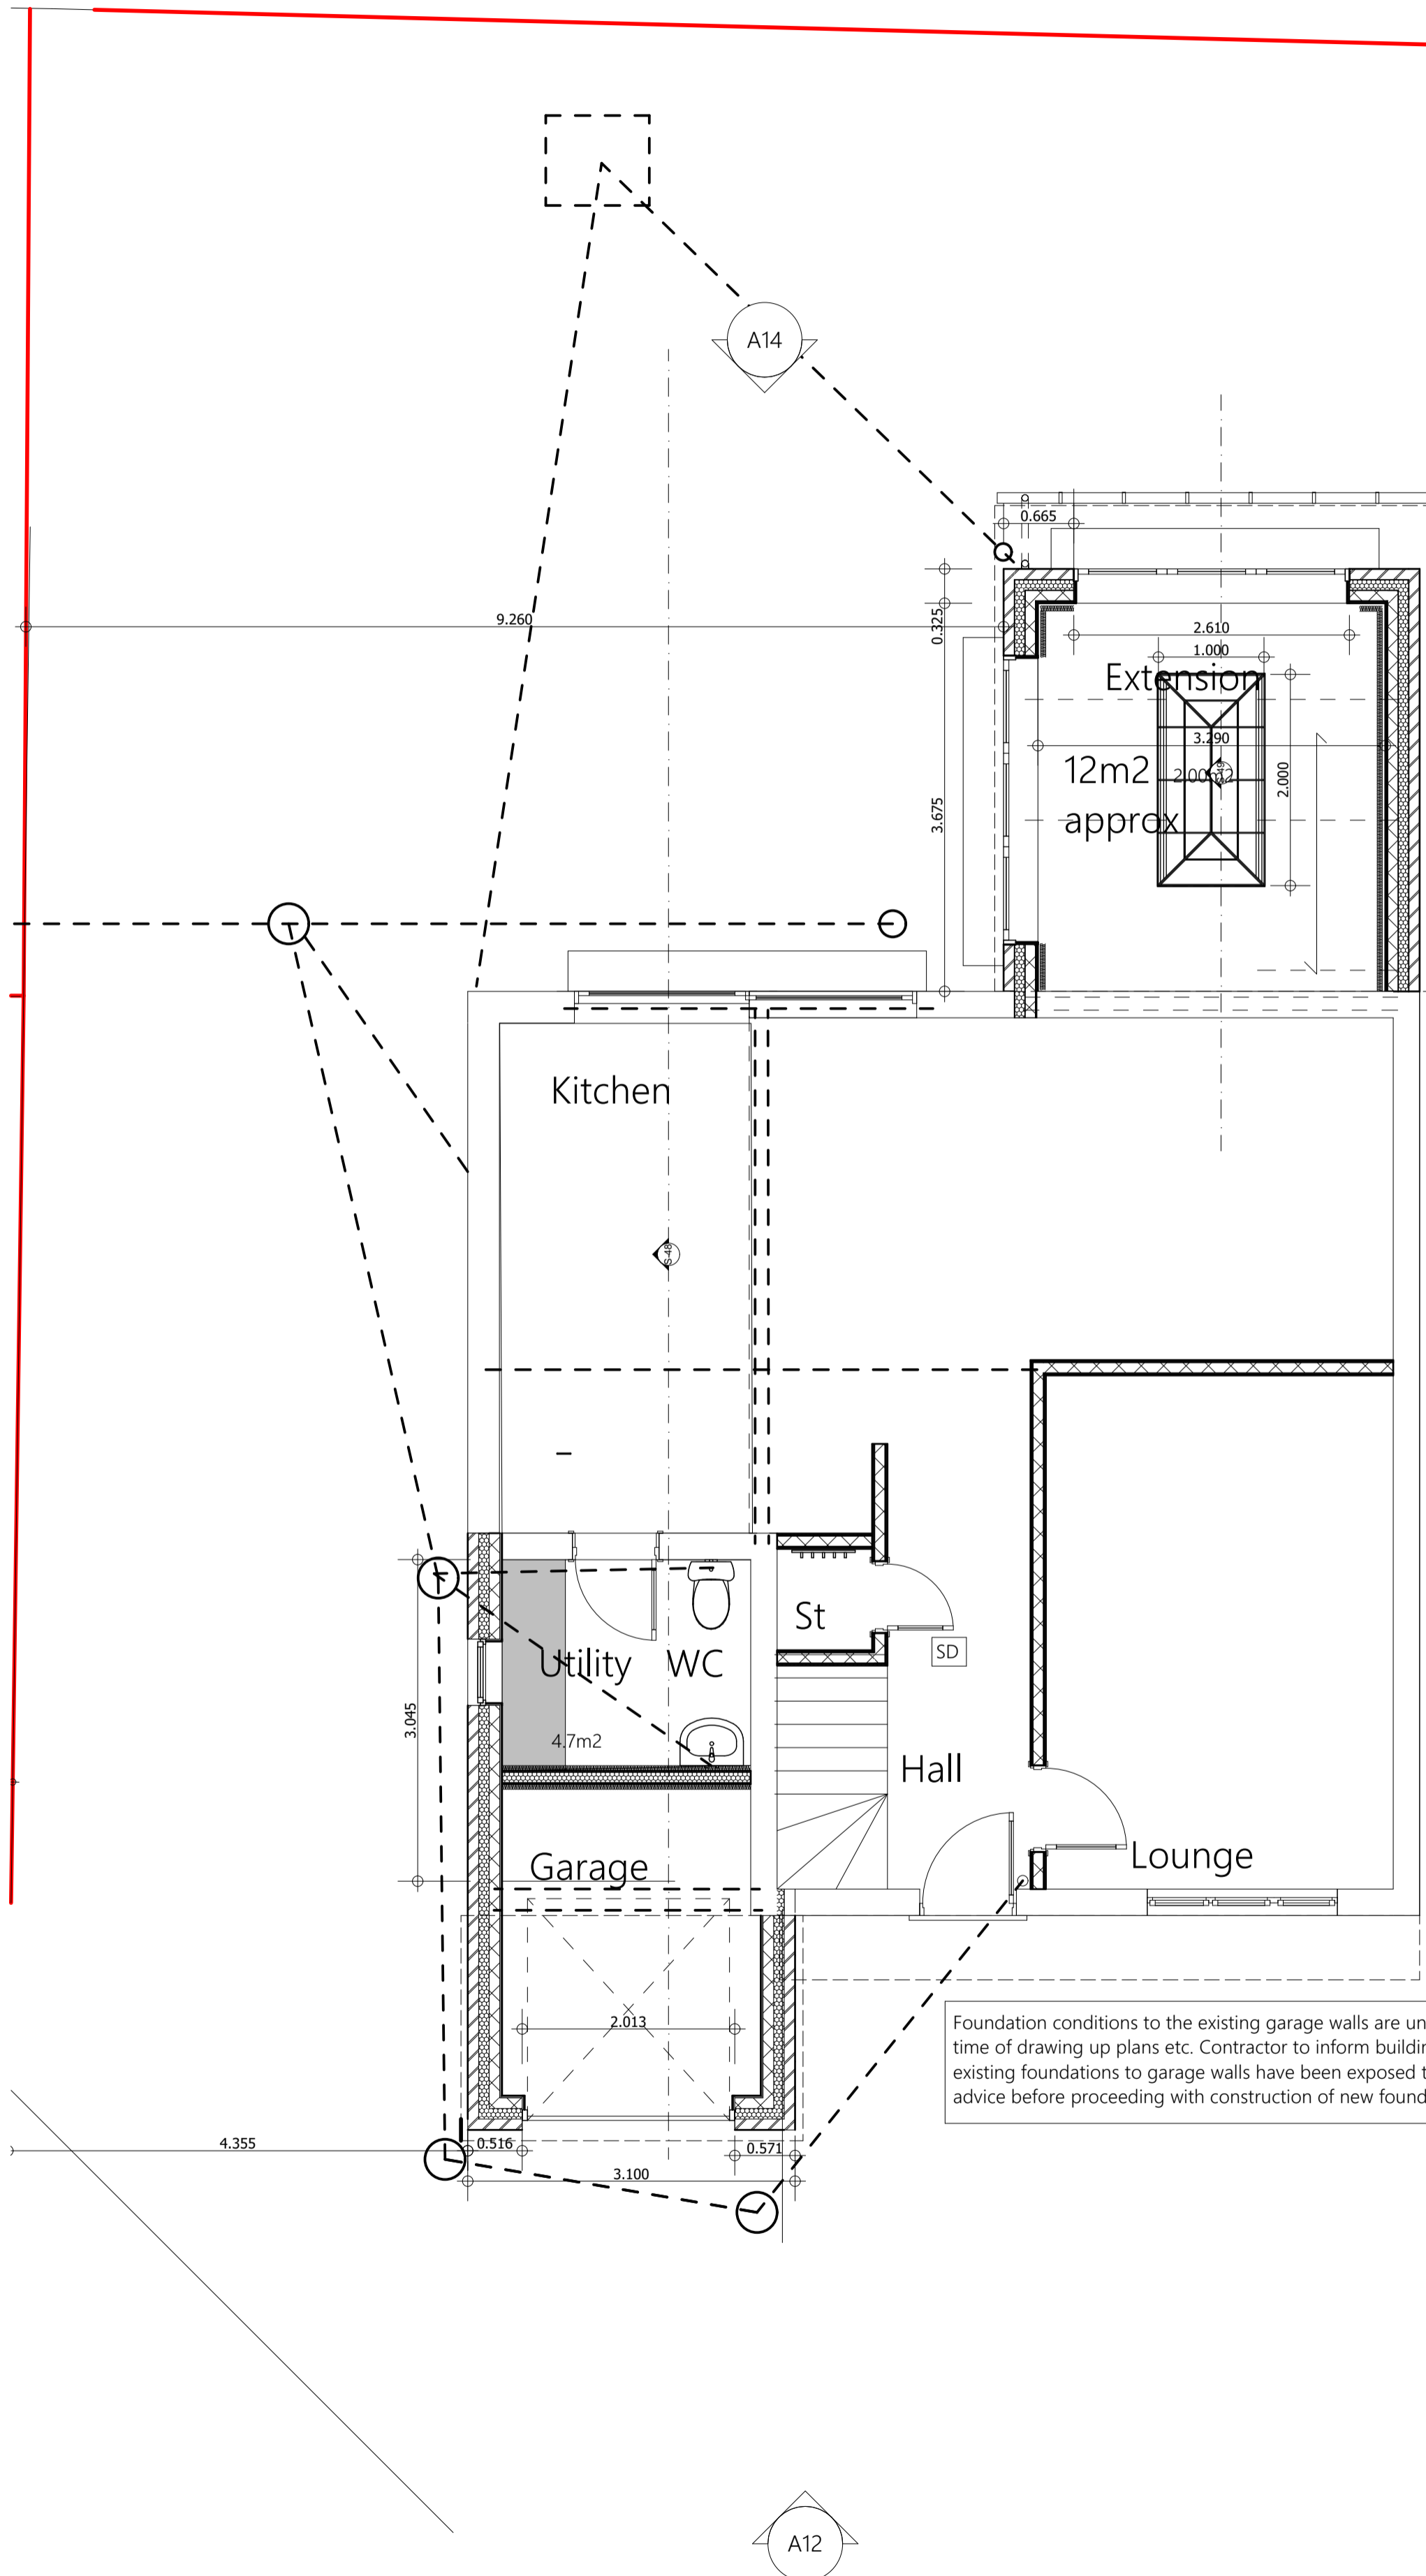 A14
0.665
9.260
0.325
2.610
1.000
Extension
3.290
12m2
2.000
approx
3.675
Kitchen
S-48
St
SD
Utility WC
3.045
4.7m2
Hall
Garage
Lounge
2.013
Foundation conditions to the existing garage walls are un
time of drawing up plans etc. Contractor to inform buildin
existing foundations to garage walls have been exposed t
advice before proceeding with construction of new found
4.355
0.516
0.571
3.100
A12